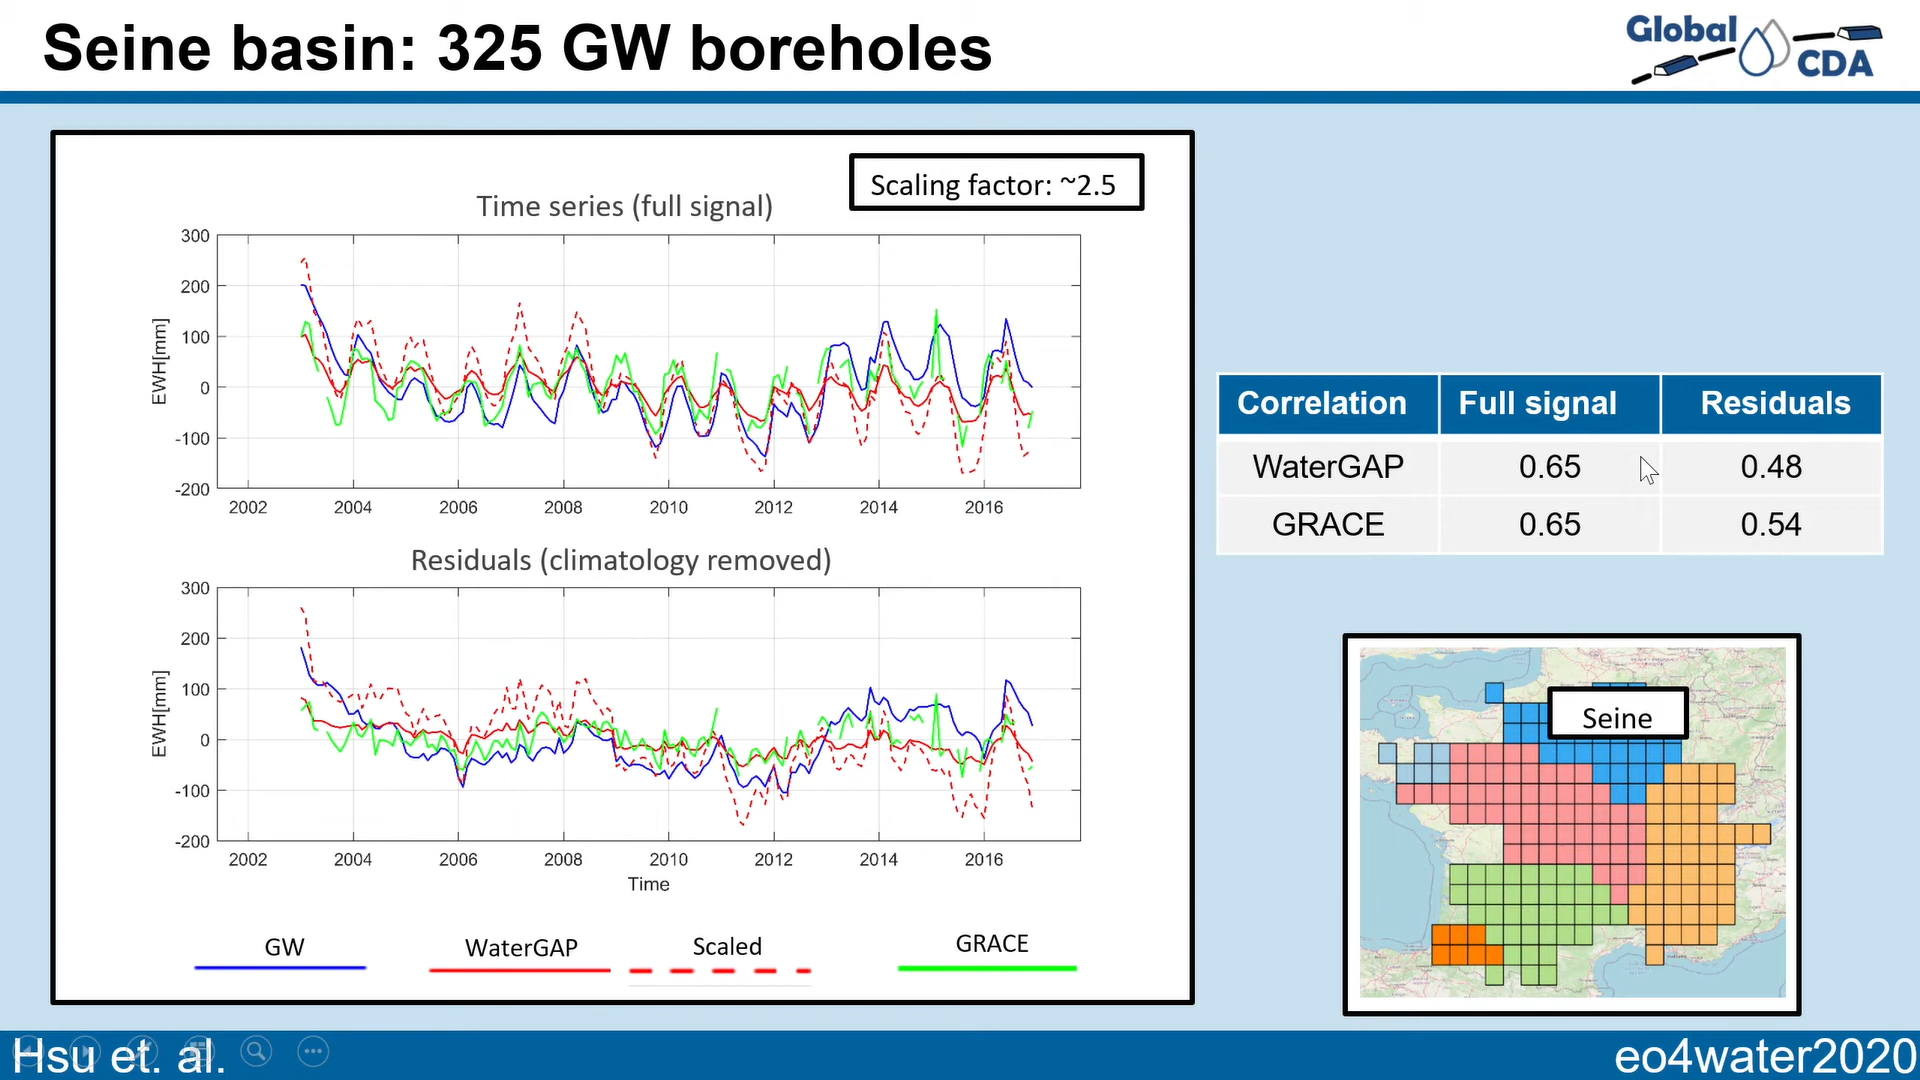 Seine basin: 325 GW boreholes
Global
CDA
Scaling factor: ~2.5
Time series (full signal)
300
200
100
0
-100
-200
EWH[mm]
2002 2004 2006 2008 2010 2012 2014 2016
Residuals (climatology removed)
300
200
100
0
-100
-200
EWH[mm]
2002 2004 2006 2008 2010 2012 2014 2016
Time
GW WaterGAP Scaled GRACE
Correlation Full signal Residuals
WaterGAP 0.65 0.48
GRACE 0.65 0.54
Seine
Hsu et. al.
eo4water2020